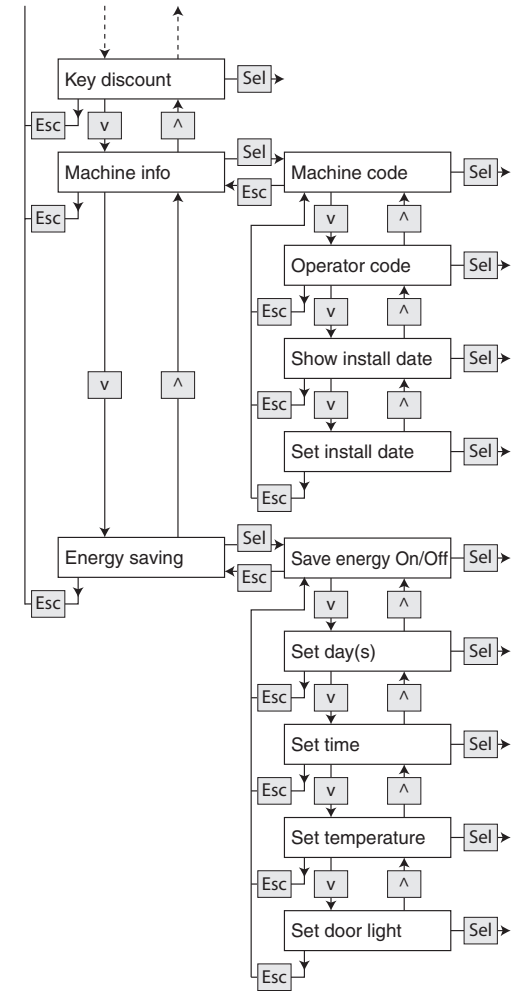 Key discount Sel
Esc v ^
Machine info Sel Machine code Sel
Esc
Esc v ^
Operator code Sel
Esc v ^
Show install date Sel
v ^ Esc v ^
Set install date Sel
Esc
Energy saving Sel Save energy On/Off Sel
Esc
Esc v ^
Set day(s) Sel
Esc v ^
Set time Sel
Esc v ^
Set temperature Sel
Esc v ^
Set door light Sel
Esc